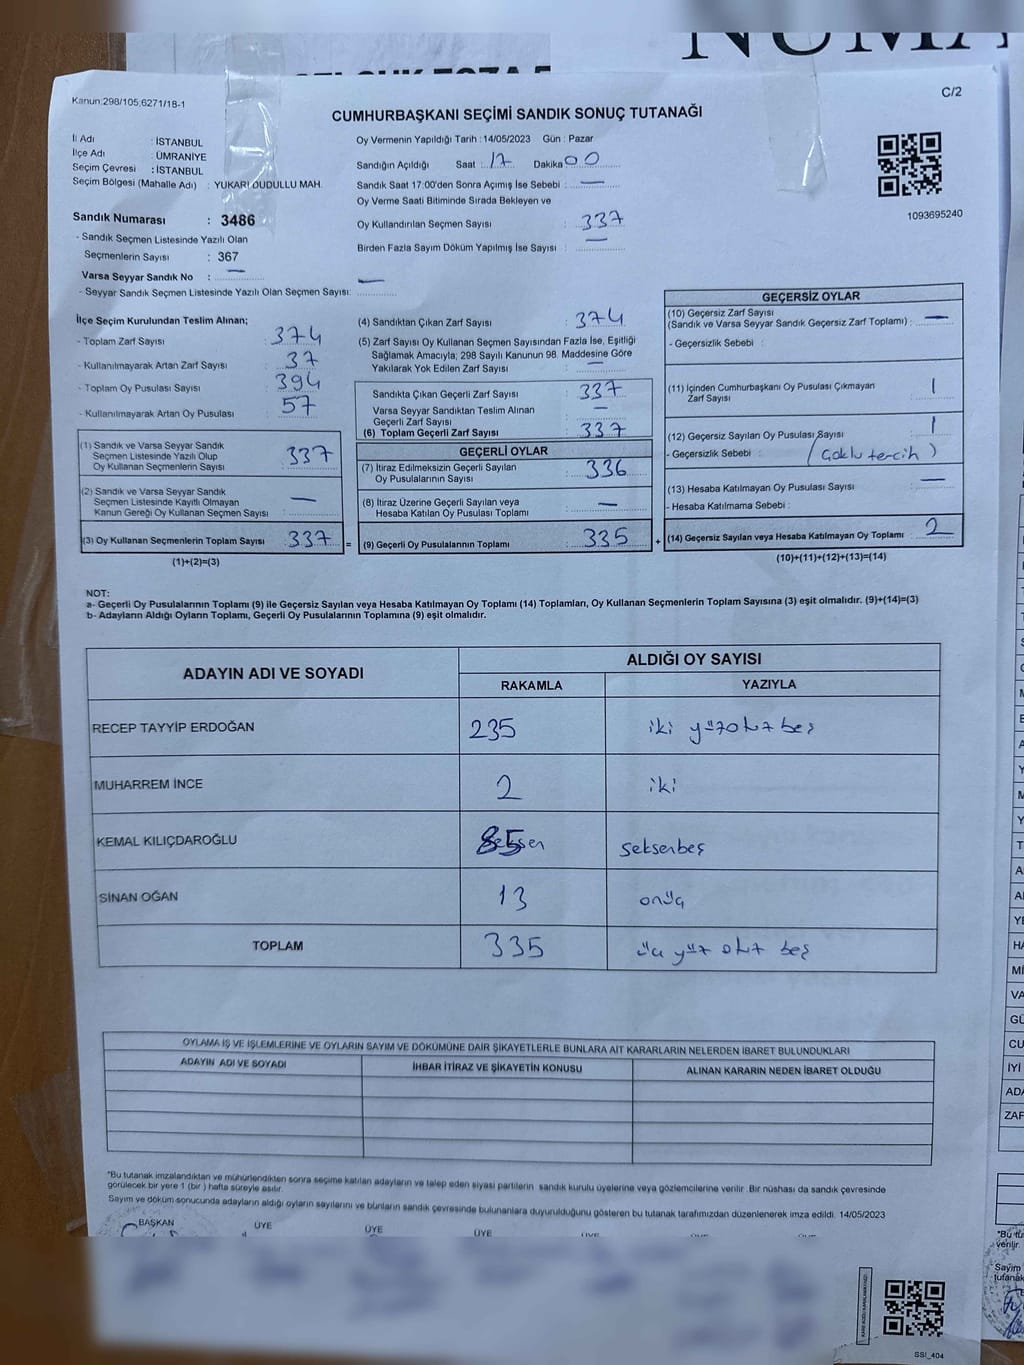 NUMA
Kanun:298/105;6271/18-1
C/2
CUMHURBAŞKANI SEÇİMİ SANDIK SONUÇ TUTANAĞI
İl Adı : İSTANBUL
İlçe Adı : ÜMRANİYE
Seçim Çevresi : İSTANBUL
Seçim Bölgesi (Mahalle Adı) : YUKARI DUDULLU MAH.
Sandık Numarası : 3486
- Sandık Seçmen Listesinde Yazılı Olan
Seçmenlerin Sayısı : 367
Varsa Seyyar Sandık No : —
- Seyyar Sandık Seçmen Listesinde Yazılı Olan Seçmen Sayısı: —
Oy Vermenin Yapıldığı Tarih : 14/05/2023 Gün : Pazar
Sandığın Açıldığı Saat : 17 Dakika 00
Sandık Saat 17:00'den Sonra Açımış İse Sebebi : —
Oy Verme Saati Bitiminde Sırada Bekleyen ve
Oy Kullandırılan Seçmen Sayısı : 337
Birden Fazla Sayım Döküm Yapılmış İse Sayısı : —
1093695240
İlçe Seçim Kurulundan Teslim Alınan;
- Toplam Zarf Sayısı : 374
- Kullanılmayarak Artan Zarf Sayısı : 37
- Toplam Oy Pusulası Sayısı : 394
- Kullanılmayarak Artan Oy Pusulası : 57
(1) Sandık ve Varsa Seyyar Sandık
Seçmen Listesinde Yazılı Olup
Oy Kullanan Seçmenlerin Sayısı : 337
(2) Sandık ve Varsa Seyyar Sandık
Seçmen Listesinde Kayıtlı Olmayan
Kanun Gereği Oy Kullanan Seçmen Sayısı : —
(3) Oy Kullanan Seçmenlerin Toplam Sayısı : 337
(1)+(2)=(3)
(4) Sandıktan Çıkan Zarf Sayısı : 374
(5) Zarf Sayısı Oy Kullanan Seçmen Sayısından Fazla İse, Eşitliği
Sağlamak Amacıyla; 298 Sayılı Kanunun 98. Maddesine Göre
Yakılarak Yok Edilen Zarf Sayısı : —
Sandıkta Çıkan Geçerli Zarf Sayısı : 337
Varsa Seyyar Sandıktan Teslim Alınan
Geçerli Zarf Sayısı : —
(6) Toplam Geçerli Zarf Sayısı : 337
GEÇERLİ OYLAR
(7) İtiraz Edilmeksizin Geçerli Sayılan
Oy Pusulasının Sayısı : 336
(8) İtiraz Üzerine Geçerli Sayılan veya
Hesaba Katılan Oy Pusulası Toplamı : —
= (9) Geçerli Oy Pusulalarının Toplamı : 335
GEÇERSİZ OYLAR
(10) Geçersiz Zarf Sayısı
(Sandık ve Varsa Seyyar Sandık Geçersiz Zarf Toplamı) : —
- Geçersizlik Sebebi :
(11) İçinden Cumhurbaşkanı Oy Pusulası Çıkmayan
Zarf Sayısı : 1
(12) Geçersiz Sayılan Oy Pusulası Sayısı : 1
- Geçersizlik Sebebi : (Çoklu tercih)
(13) Hesaba Katılmayan Oy Pusulası Sayısı : —
- Hesaba Katılmama Sebebi :
+ (14) Geçersiz Sayılan veya Hesaba Katılmayan Oy Toplamı : 2
(10)+(11)+(12)+(13)=(14)
NOT:
a- Geçerli Oy Pusulalarının Toplamı (9) ile Geçersiz Sayılan veya Hesaba Katılmayan Oy Toplamı (14) Toplamları, Oy Kullanan Seçmenlerin Toplam Sayısına (3) eşit olmalıdır. (9)+(14)=(3)
b- Adayların Aldığı Oyların Toplamı, Geçerli Oy Pusulalarının Toplamına (9) eşit olmalıdır.
ADAYIN ADI VE SOYADI
ALDIĞI OY SAYISI
RAKAMLA YAZIYLA
RECEP TAYYİP ERDOĞAN 235 iki yüzotuz beş
MUHARREM İNCE 2 iki
KEMAL KILIÇDAROĞLU 85 seksenbeş
SİNAN OĞAN 13 onüç
TOPLAM 335 üç yüz otuz beş
OYLAMA İŞ VE İŞLEMLERİNE VE OYLARIN SAYIM VE DÖKÜMÜNE DAİR ŞİKAYETLERLE BUNLARA AİT KARARLARIN NELERDEN İBARET BULUNDUKLARI
ADAYIN ADI VE SOYADI İHBAR İTİRAZ VE ŞİKAYETİN KONUSU ALINAN KARARIN NEDEN İBARET OLDUĞU
*Bu tutanak imzalandıktan ve mühürlendikten sonra seçime katılan adayların ve talep eden siyasi partilerin sandık kurulu üyelerine veya gözlemcilerine verilir. Bir nüshası da sandık çevresinde
görülecek bir yere 1 (bir ) hafta süreyle asılır.
Sayım ve döküm sonucunda adayların aldığı oyların sayılarını ve bunların sandık çevresinde bulunanlara duyurulduğunu gösteren bu tutanak tarafımızdan düzenlenerek imza edildi. 14/05/2023
BAŞKAN ÜYE ÜYE ÜYE
SSI_404